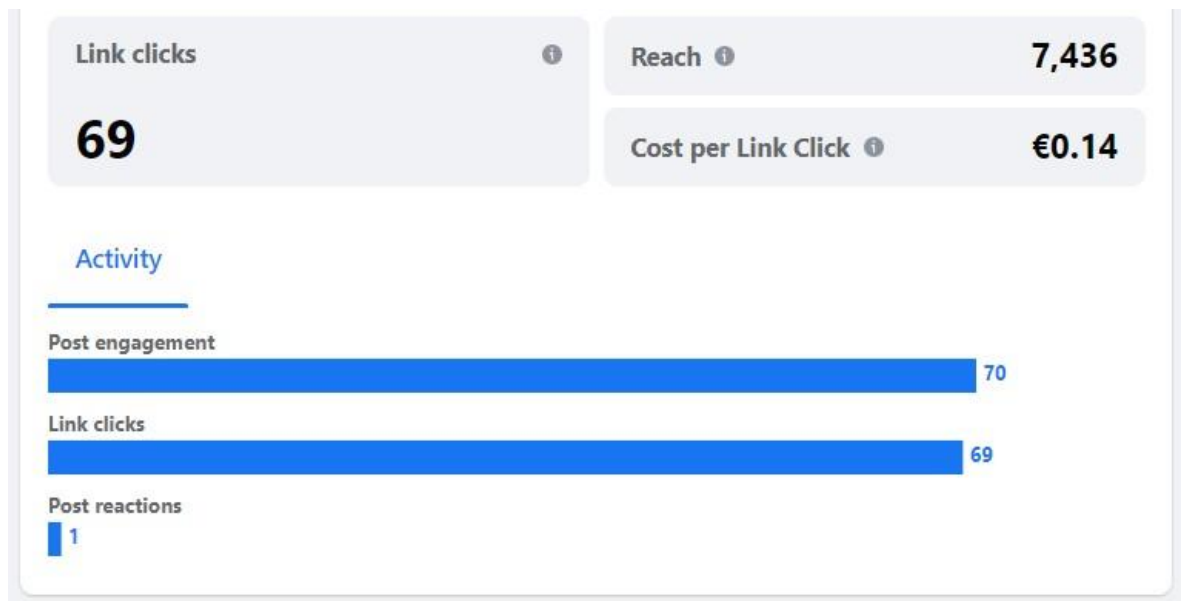 Link clicks
69
Reach 7,436
Cost per Link Click €0.14
Activity
Post engagement
70
Link clicks
69
Post reactions
1